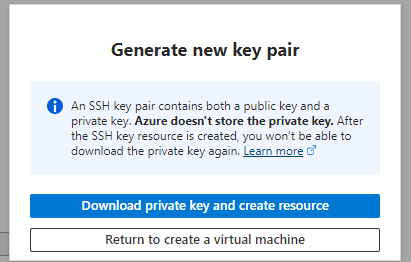 Generate new key pair
An SSH key pair contains both a public key and a
private key. Azure doesn't store the private key. After
the SSH key resource is created, you won't be able to
download the private key again. Learn more
Download private key and create resource
Return to create a virtual machine